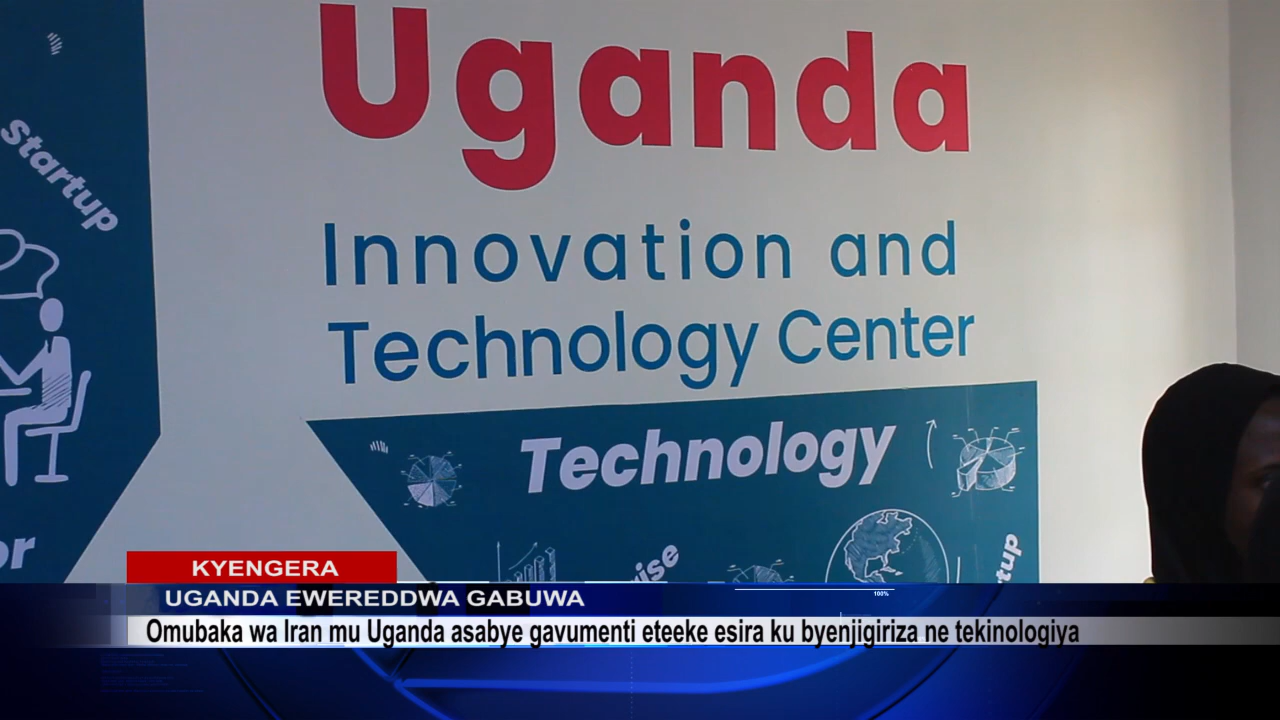 Uganda
Innovation and
Technology Center
Startup
Technology
KYENGERA
UGANDA EWEREDDWA GABUWA
100%
Omubaka wa Iran mu Uganda asabye gavumenti eteeke esira ku byenjigiriza ne tekinologiya